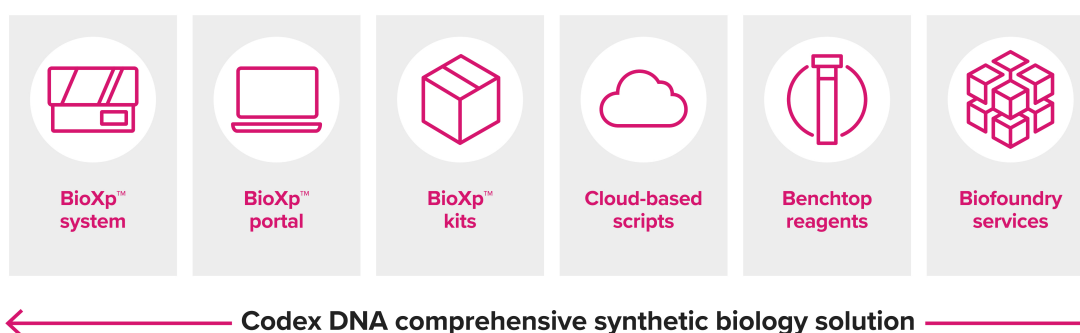 BioXp™
system
BioXp™
portal
BioXp™
kits
Cloud-based
scripts
Benchtop
reagents
Biofoundry
services
Codex DNA comprehensive synthetic biology solution